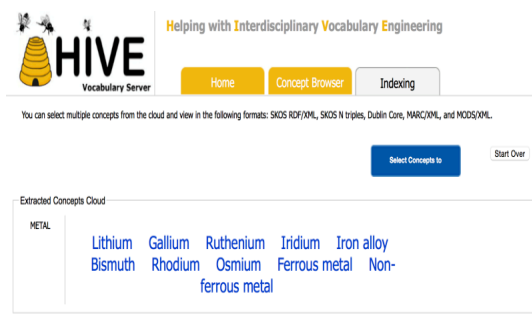 Helping with Interdisciplinary Vocabulary Engineering
HIVE
Vocabulary Server
Home
Concept Browser
Indexing
You can select multiple concepts from the cloud and view in the following formats: SKOS RDF/XML, SKOS N triples, Dublin Core, MARC/XML, and MODS/XML.
Select Concepts to
Start Over
Extracted Concepts Cloud
METAL
Lithium Gallium Ruthenium Iridium Iron alloy
Bismuth Rhodium Osmium Ferrous metal Non-
ferrous metal